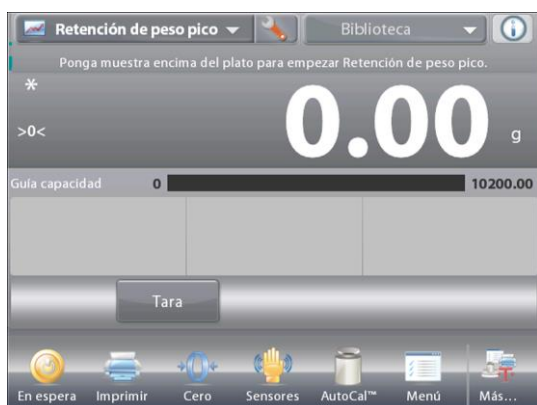 Retención de peso pico
Biblioteca
Ponga muestra encima del plato para empezar Retención de peso pico.
*
>0<
0.00 g
Guía capacidad 0 10200.00
Tara
En espera Imprimir Cero Sensores AutoCal™ Menú Más...